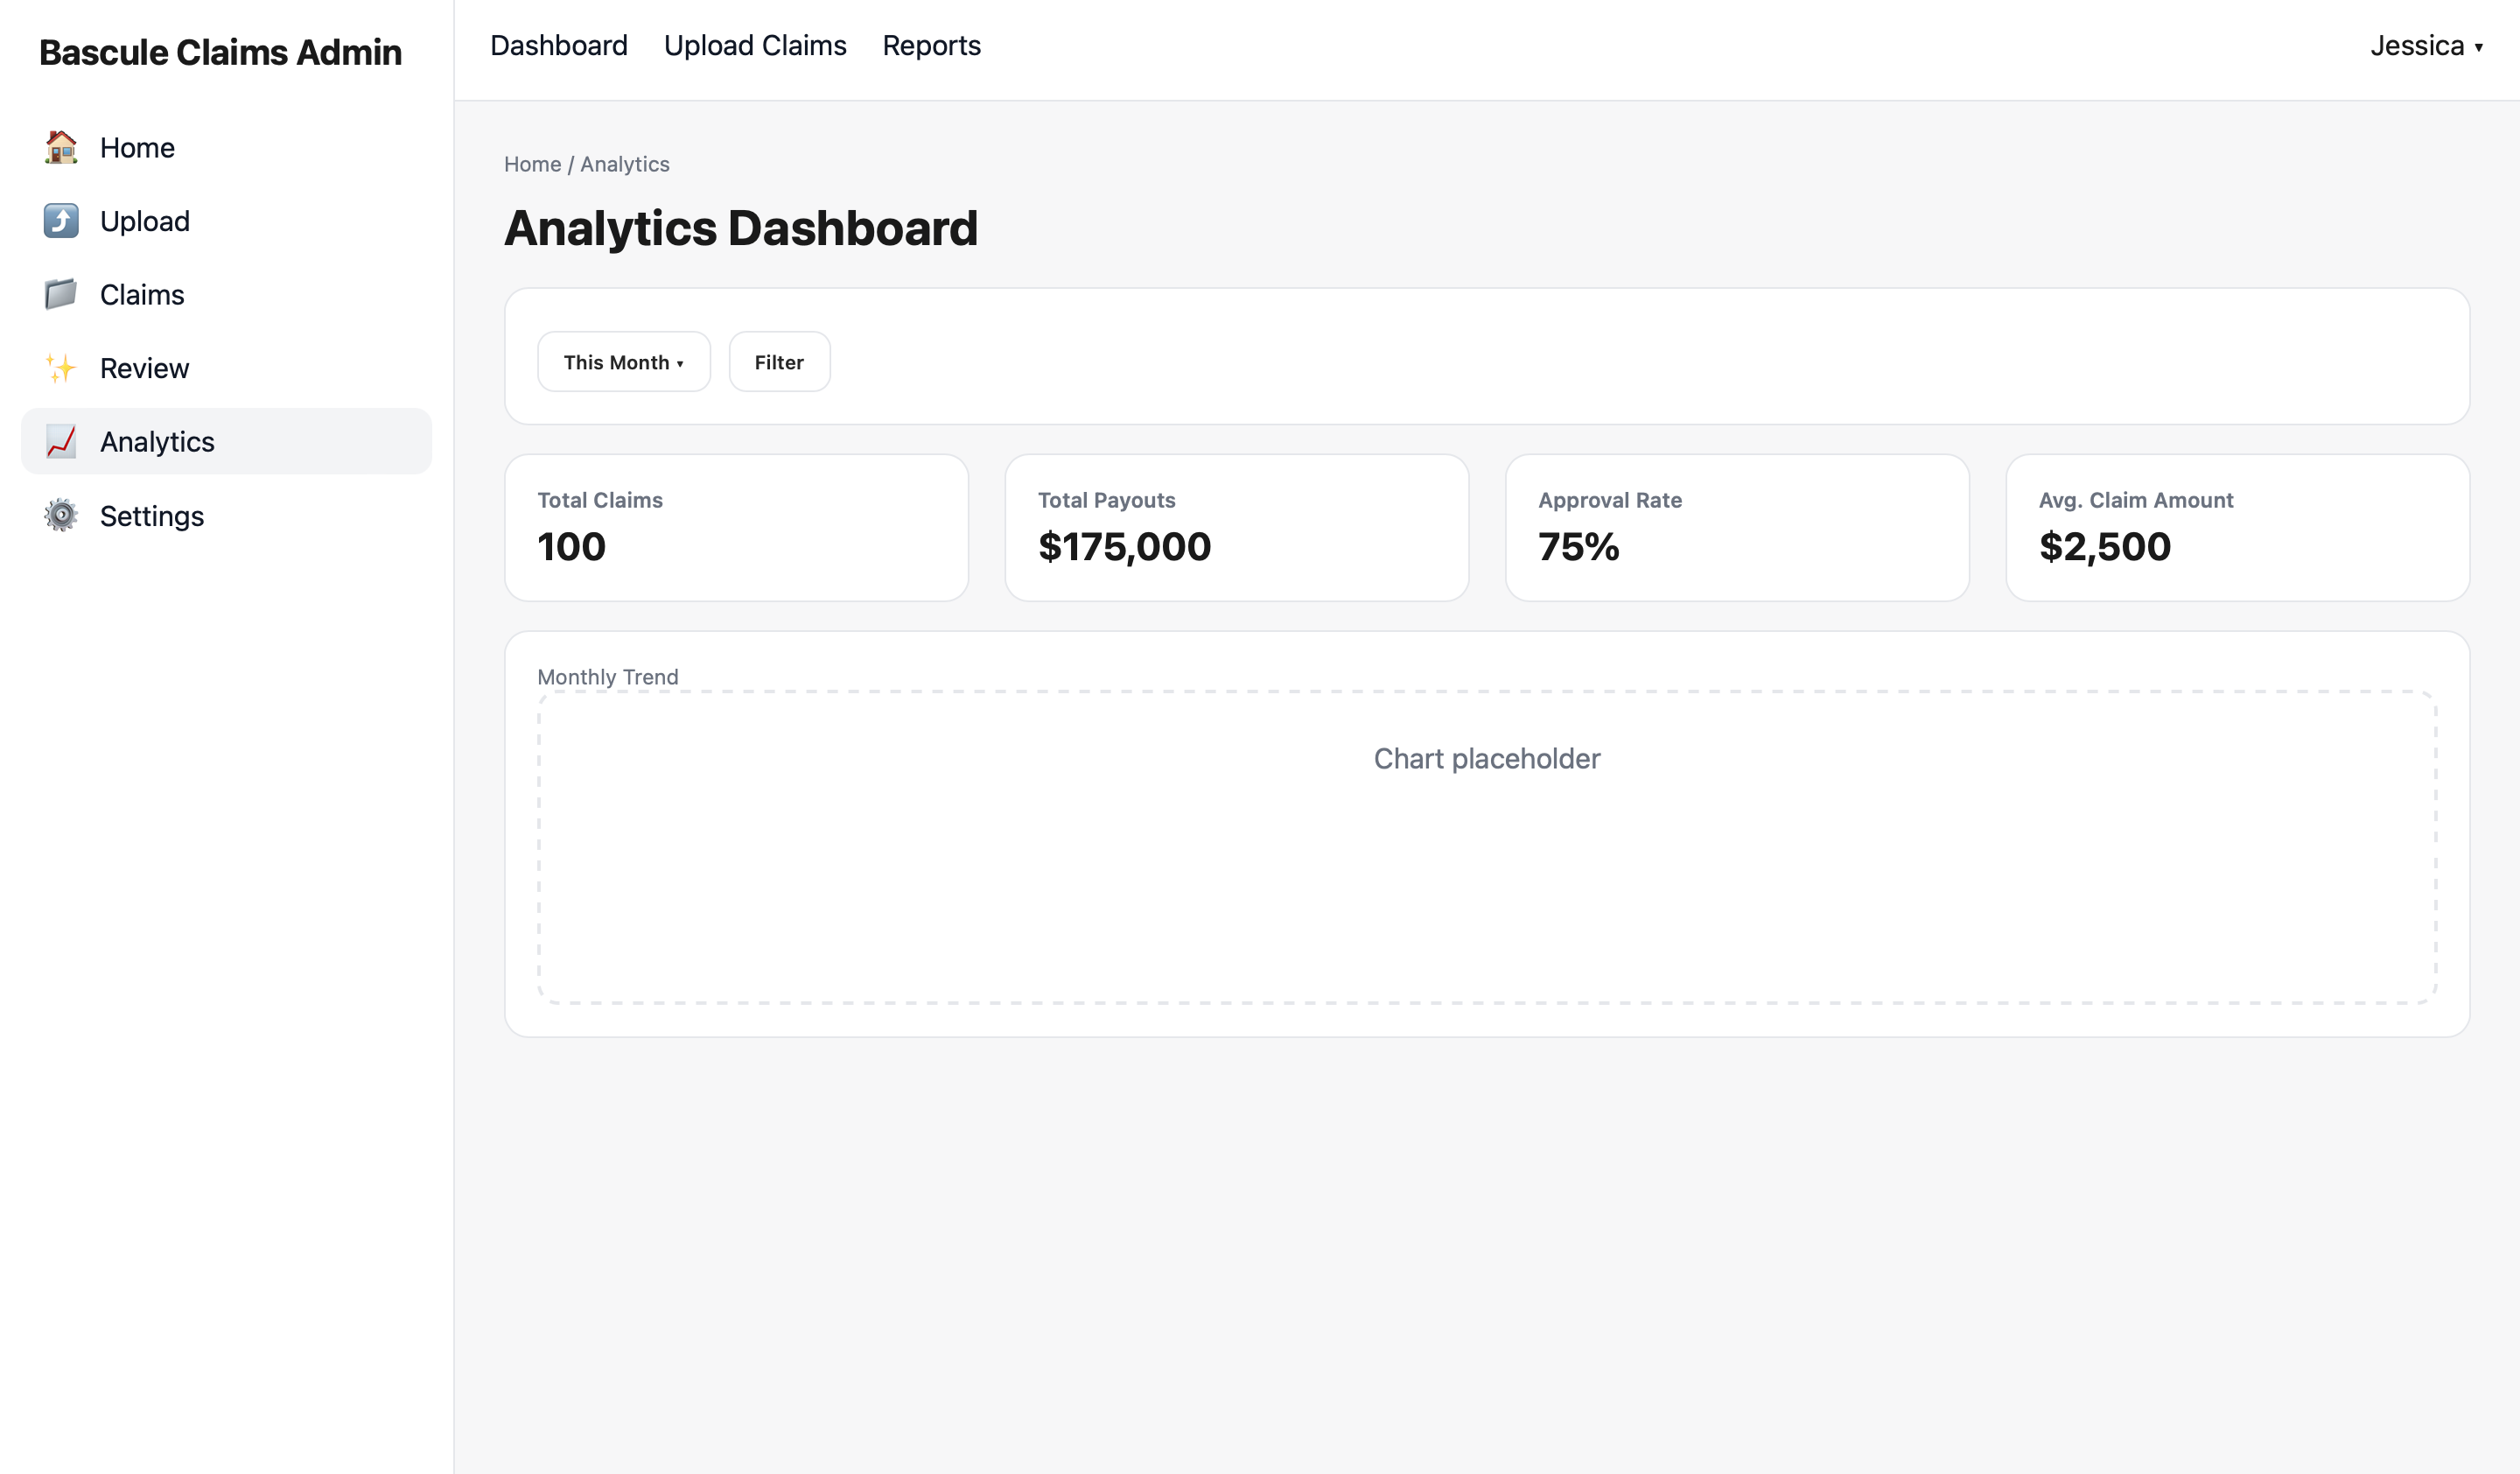 Bascule Claims Admin
Home
Upload
Claims
Review
Analytics
Settings
Dashboard Upload Claims Reports
Jessica ▾
Home / Analytics
Analytics Dashboard
This Month ▾ Filter
Total Claims
100
Total Payouts
$175,000
Approval Rate
75%
Avg. Claim Amount
$2,500
Monthly Trend
Chart placeholder